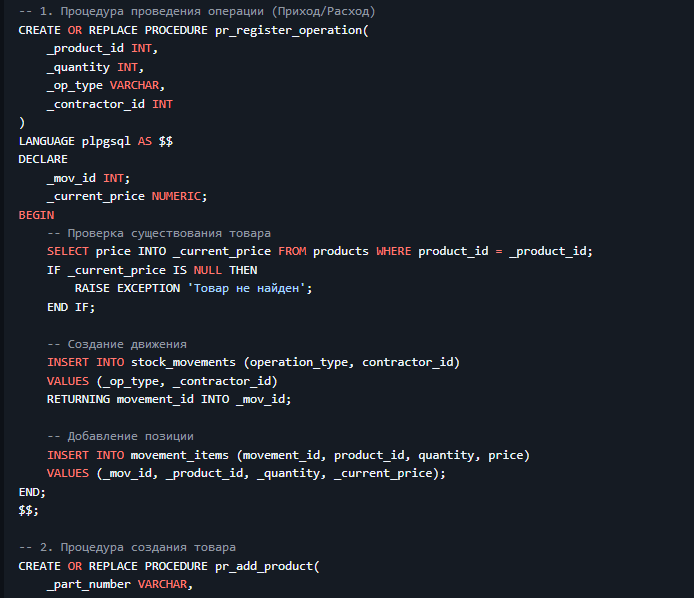 -- 1. Процедура проведения операции (Приход/Расход)
CREATE OR REPLACE PROCEDURE pr_register_operation(
    _product_id INT,
    _quantity INT,
    _op_type VARCHAR,
    _contractor_id INT
)
LANGUAGE plpgsql AS $$
DECLARE
    _mov_id INT;
    _current_price NUMERIC;
BEGIN
    -- Проверка существования товара
    SELECT price INTO _current_price FROM products WHERE product_id = _product_id;
    IF _current_price IS NULL THEN
        RAISE EXCEPTION 'Товар не найден';
    END IF;

    -- Создание движения
    INSERT INTO stock_movements (operation_type, contractor_id)
    VALUES (_op_type, _contractor_id)
    RETURNING movement_id INTO _mov_id;

    -- Добавление позиции
    INSERT INTO movement_items (movement_id, product_id, quantity, price)
    VALUES (_mov_id, _product_id, _quantity, _current_price);
END;
$$;

-- 2. Процедура создания товара
CREATE OR REPLACE PROCEDURE pr_add_product(
    _part_number VARCHAR,